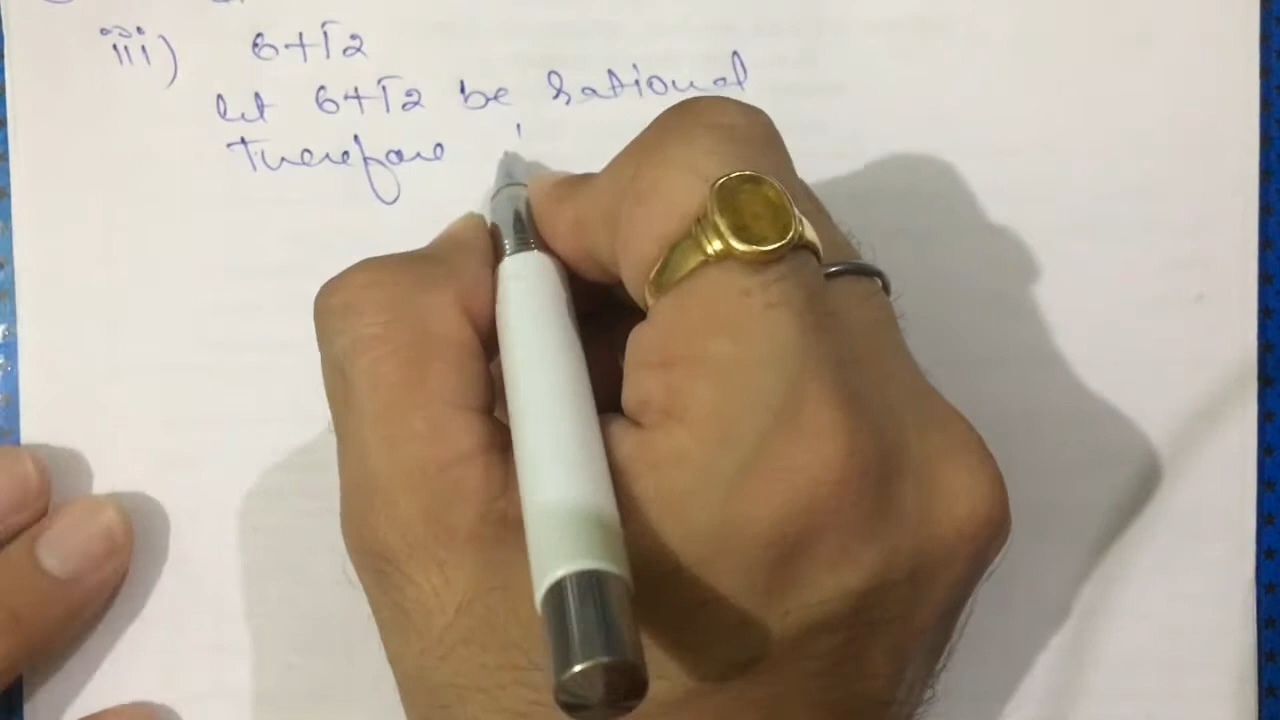 iii) 6+√2
let 6+√2 be rational
therefore